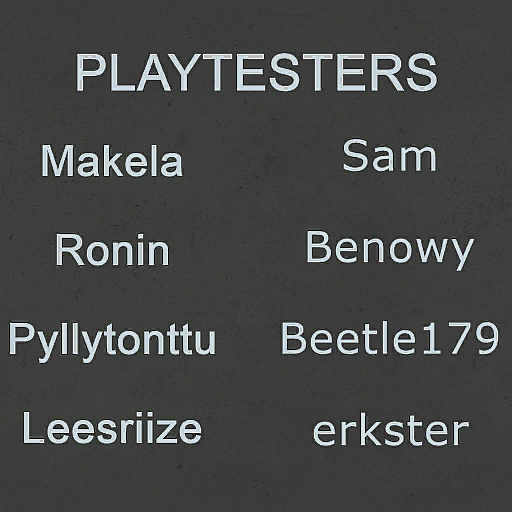 PLAYTESTERS
Makela
Sam
Ronin
Benowy
Pyllytonttu
Beetle179
Leesriize
erkster